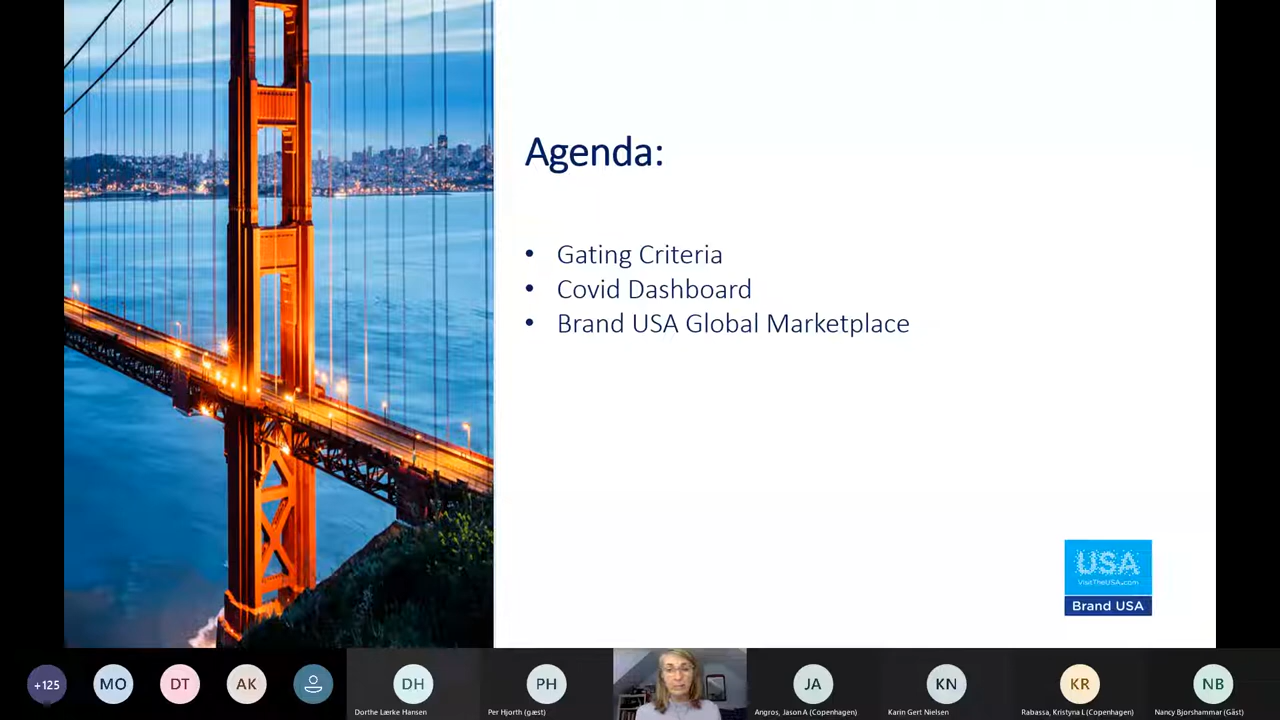 Agenda:
• Gating Criteria
• Covid Dashboard
• Brand USA Global Marketplace
USA
VisitTheUSA.com
Brand USA
+125
MO
DT
AK
DH
PH
JA
KN
KR
NB
Dorthe Lærke Hansen
Per Hjorth (gæst)
Angros, Jason A (Copenhagen)
Karin Gert Nielsen
Rabassa, Kristyna L (Copenhagen)
Nancy Bjorshammar (Gäst)